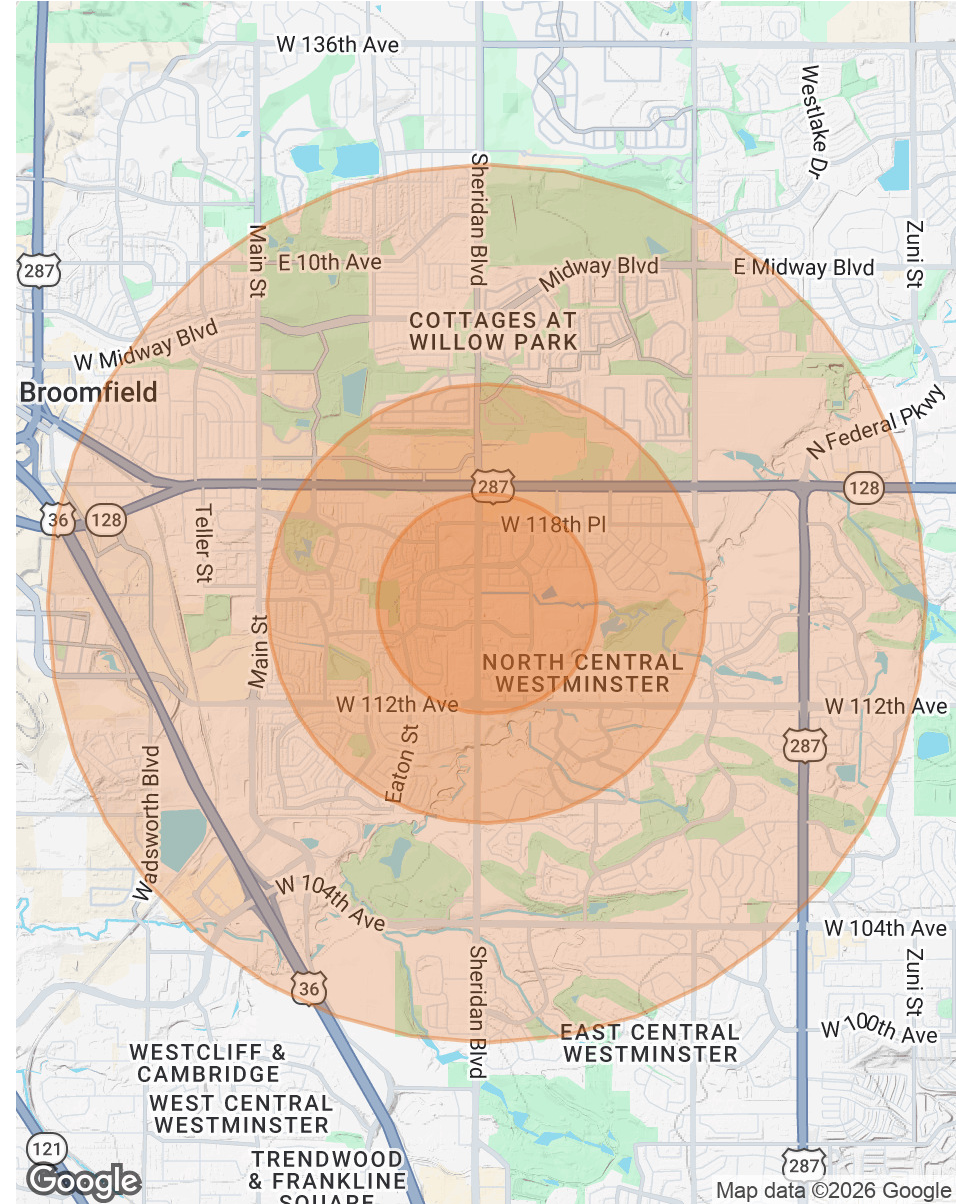 W 136th Ave
Westlake Dr
Sheridan Blvd
Main St
Zuni St
287
E 10th Ave
Midway Blvd
E Midway Blvd
COTTAGES AT
WILLOW PARK
W Midway Blvd
Broomfield
N Federal Pkwy
287
128
36
128
Teller St
W 118th Pl
Main St
NORTH CENTRAL
WESTMINSTER
W 112th Ave
W 112th Ave
Eaton St
287
Wadsworth Blvd
W 104th Ave
W 104th Ave
Sheridan Blvd
Zuni St
36
W 100th Ave
EAST CENTRAL
WESTMINSTER
WESTCLIFF &
CAMBRIDGE
WEST CENTRAL
WESTMINSTER
121
TRENDWOOD
& FRANKLINE
SQUARE
287
Google
Map data ©2026 Google